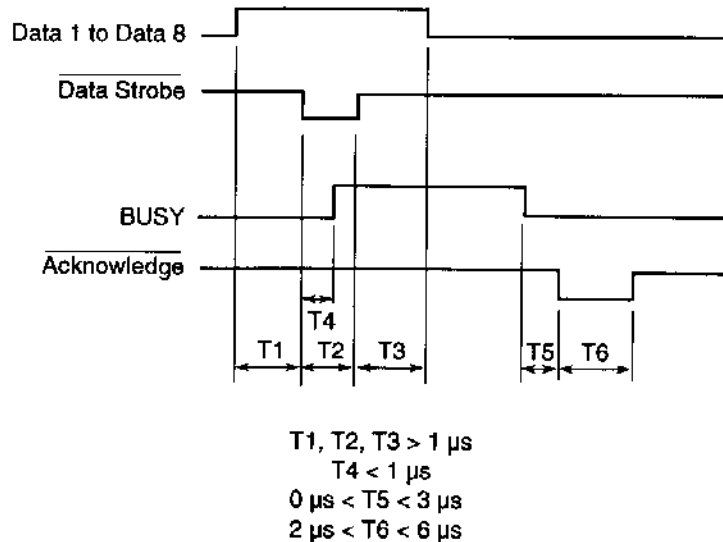 Data 1 to Data 8
Data Strobe
BUSY
Acknowledge
T4
T1 T2 T3 T5 T6
T1, T2, T3 > 1 µs
T4 < 1 µs
0 µs < T5 < 3 µs
2 µs < T6 < 6 µs